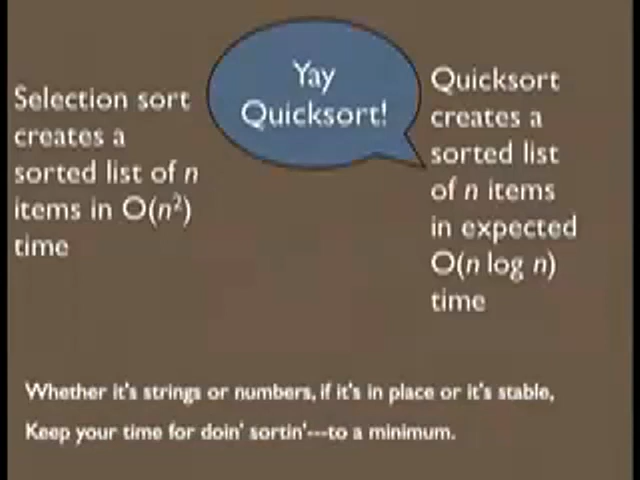 Selection sort
creates a
sorted list of n
items in O(n²)
time
Yay
Quicksort!
Quicksort
creates a
sorted list
of n items
in expected
O(n log n)
time
Whether it's strings or numbers, if it's in place or it's stable,
Keep your time for doin' sortin'---to a minimum.